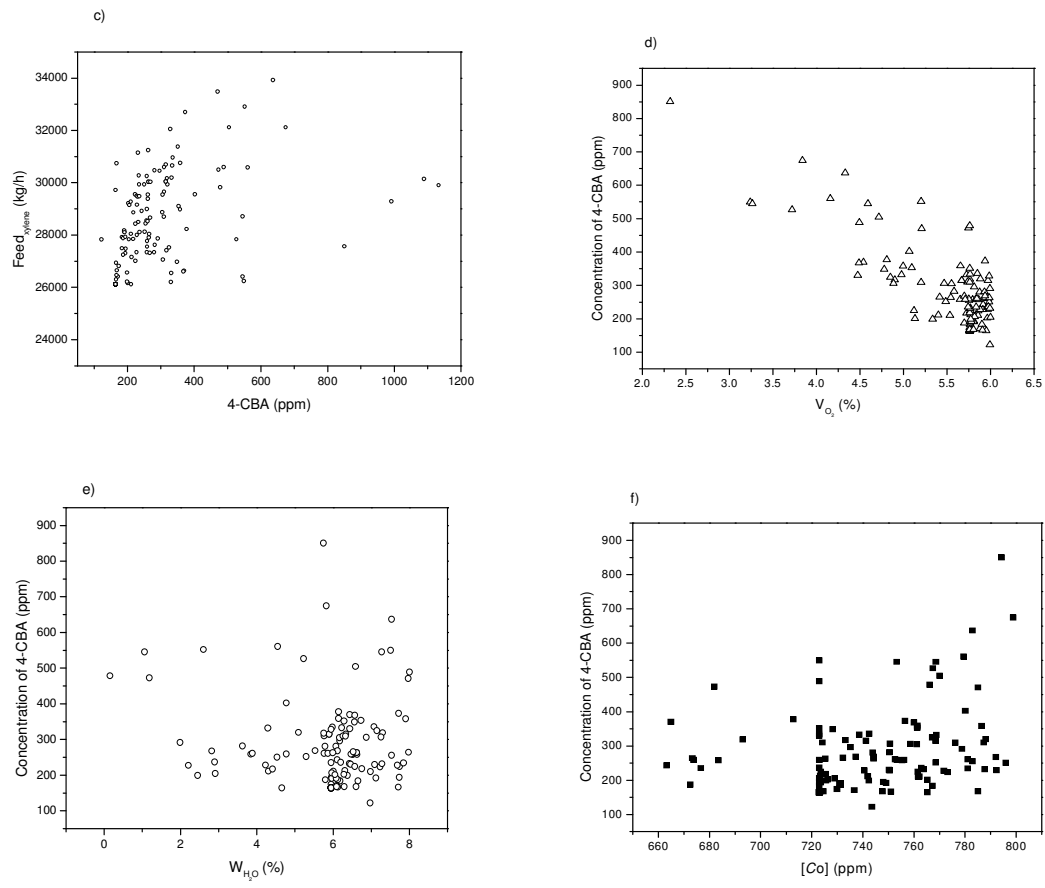 c)
34000
32000
30000
28000
26000
24000
Feedxylene (kg/h)
200 400 600 800 1000 1200
4-CBA (ppm)
d)
900
800
700
600
500
400
300
200
100
Concentration of 4-CBA (ppm)
2.0 2.5 3.0 3.5 4.0 4.5 5.0 5.5 6.0 6.5
VO2 (%)
e)
900
800
700
600
500
400
300
200
100
Concentration of 4-CBA (ppm)
0 2 4 6 8
WH2O (%)
f)
900
800
700
600
500
400
300
200
100
Concentration of 4-CBA (ppm)
660 680 700 720 740 760 780 800
[Co] (ppm)